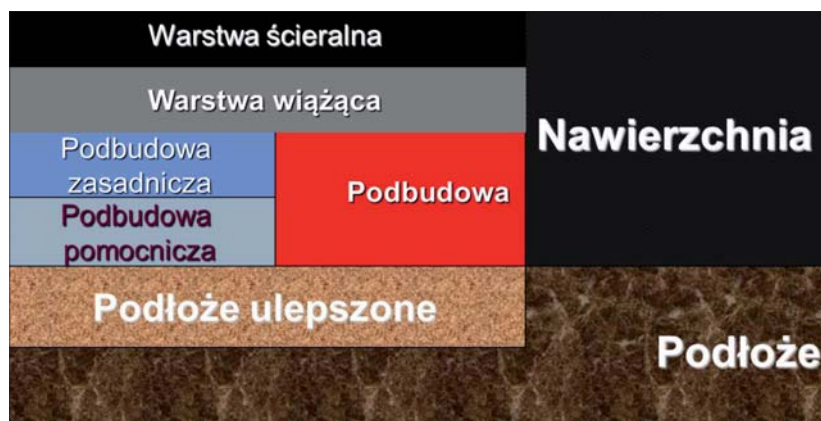 Warstwa ścieralna
Warstwa wiążąca
Nawierzchnia
Podbudowa
zasadnicza
Podbudowa
Podbudowa
pomocnicza
Podłoże ulepszone
Podłoże